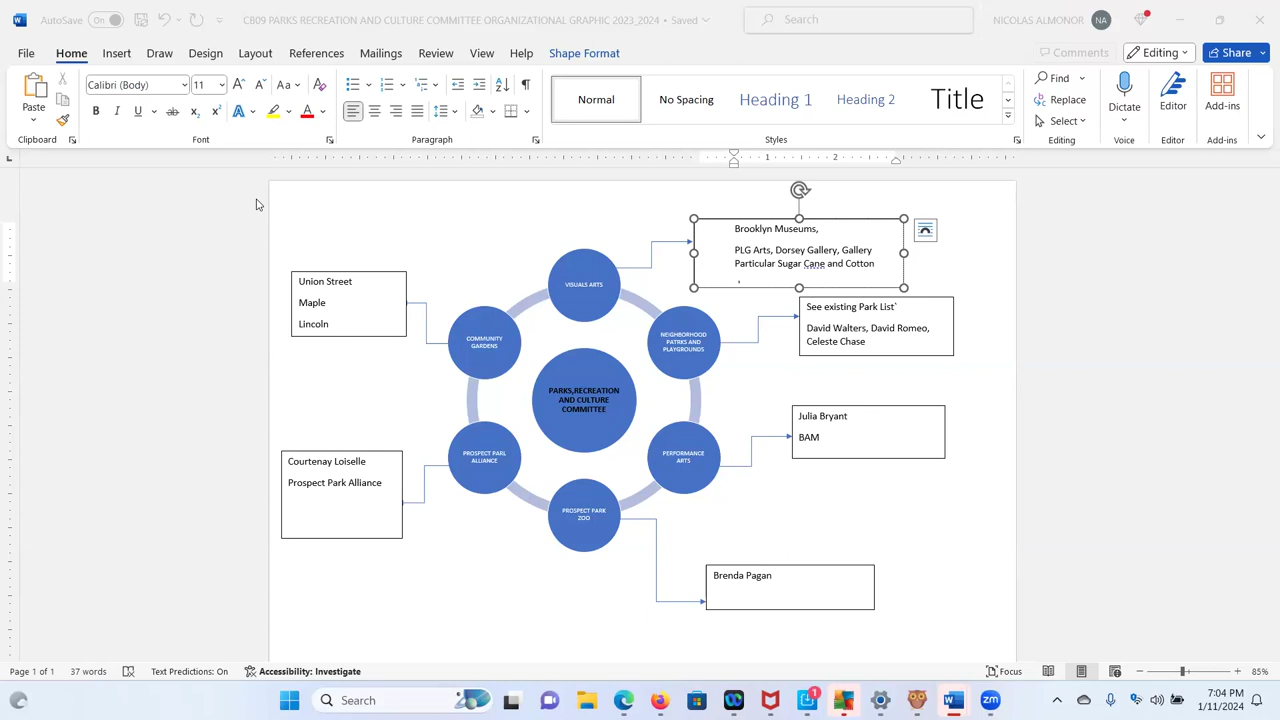 AutoSave
Off
CB09 PARKS RECREATION AND CULTURE COMMITTEE ORGANIZATIONAL GRAPHIC 2023_2024 • Saved
Search
NICOLAS ALMONOR
NA
File
Home
Insert
Draw
Design
Layout
References
Mailings
Review
View
Help
Shape Format
Comments
Editing
Share
Paste
Calibri (Body)
11
Normal
No Spacing
Heading 1
Heading 2
Title
Find
Replace
Select
Dictate
Editor
Add-ins
Clipboard
Font
Paragraph
Styles
Editing
Voice
Editor
Add-ins
1
2
Brooklyn Museums,
PLG Arts, Dorsey Gallery, Gallery
Particular Sugar Cane and Cotton
,
VISUALS ARTS
Union Street
Maple
Lincoln
See existing Park List`
David Walters, David Romeo,
Celeste Chase
COMMUNITY
GARDENS
NEIGHBORHOOD
PATRKS AND
PLAYGROUNDS
PARKS,RECREATION
AND CULTURE
COMMITTEE
Julia Bryant
BAM
PROSPECT PARL
ALLIANCE
PERFORMANCE
ARTS
Courtenay Loiselle
Prospect Park Alliance
PROSPECT PARK
ZOO
Brenda Pagan
Page 1 of 1
37 words
Text Predictions: On
Accessibility: Investigate
Focus
85%
Search
1
7:04 PM
1/11/2024